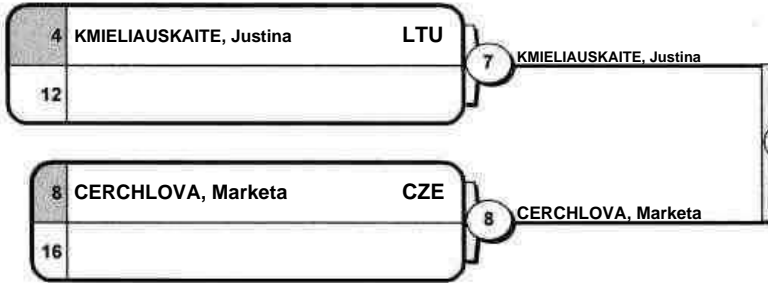 4 KMIELIAUSKAITE, Justina LTU
7 KMIELIAUSKAITE, Justina
12
8 CERCHLOVA, Marketa CZE
8 CERCHLOVA, Marketa
16